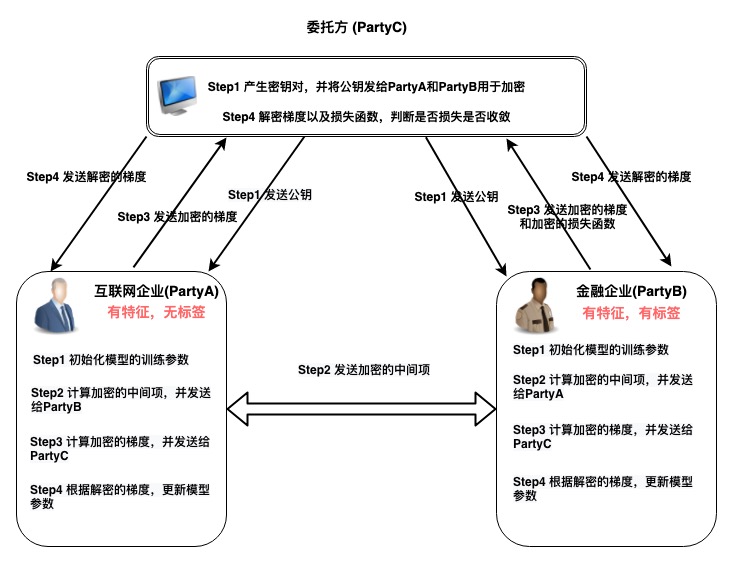 委托方 (PartyC)
Step1 产生密钥对，并将公钥发给PartyA和PartyB用于加密
Step4 解密梯度以及损失函数，判断是否损失是否收敛
Step4 发送解密的梯度
Step3 发送加密的梯度
Step1 发送公钥
Step1 发送公钥
Step3 发送加密的梯度
和加密的损失函数
Step4 发送解密的梯度
互联网企业(PartyA)
有特征，无标签
Step1 初始化模型的训练参数
Step2 计算加密的中间项，并发送
给PartyB
Step3 计算加密的梯度，并发送给
PartyC
Step4 根据解密的梯度，更新模型
参数
Step2 发送加密的中间项
金融企业(PartyB)
有特征，有标签
Step1 初始化模型的训练参数
Step2 计算加密的中间项，并发送
给PartyA
Step3 计算加密的梯度，并发送给
PartyC
Step4 根据解密的梯度，更新模型
参数